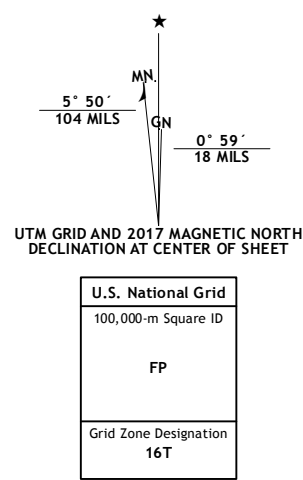 ★
MN.
5° 50´
104 MILS
GN
0° 59´
18 MILS
UTM GRID AND 2017 MAGNETIC NORTH
DECLINATION AT CENTER OF SHEET
U.S. National Grid
100,000-m Square ID
FP
Grid Zone Designation
16T